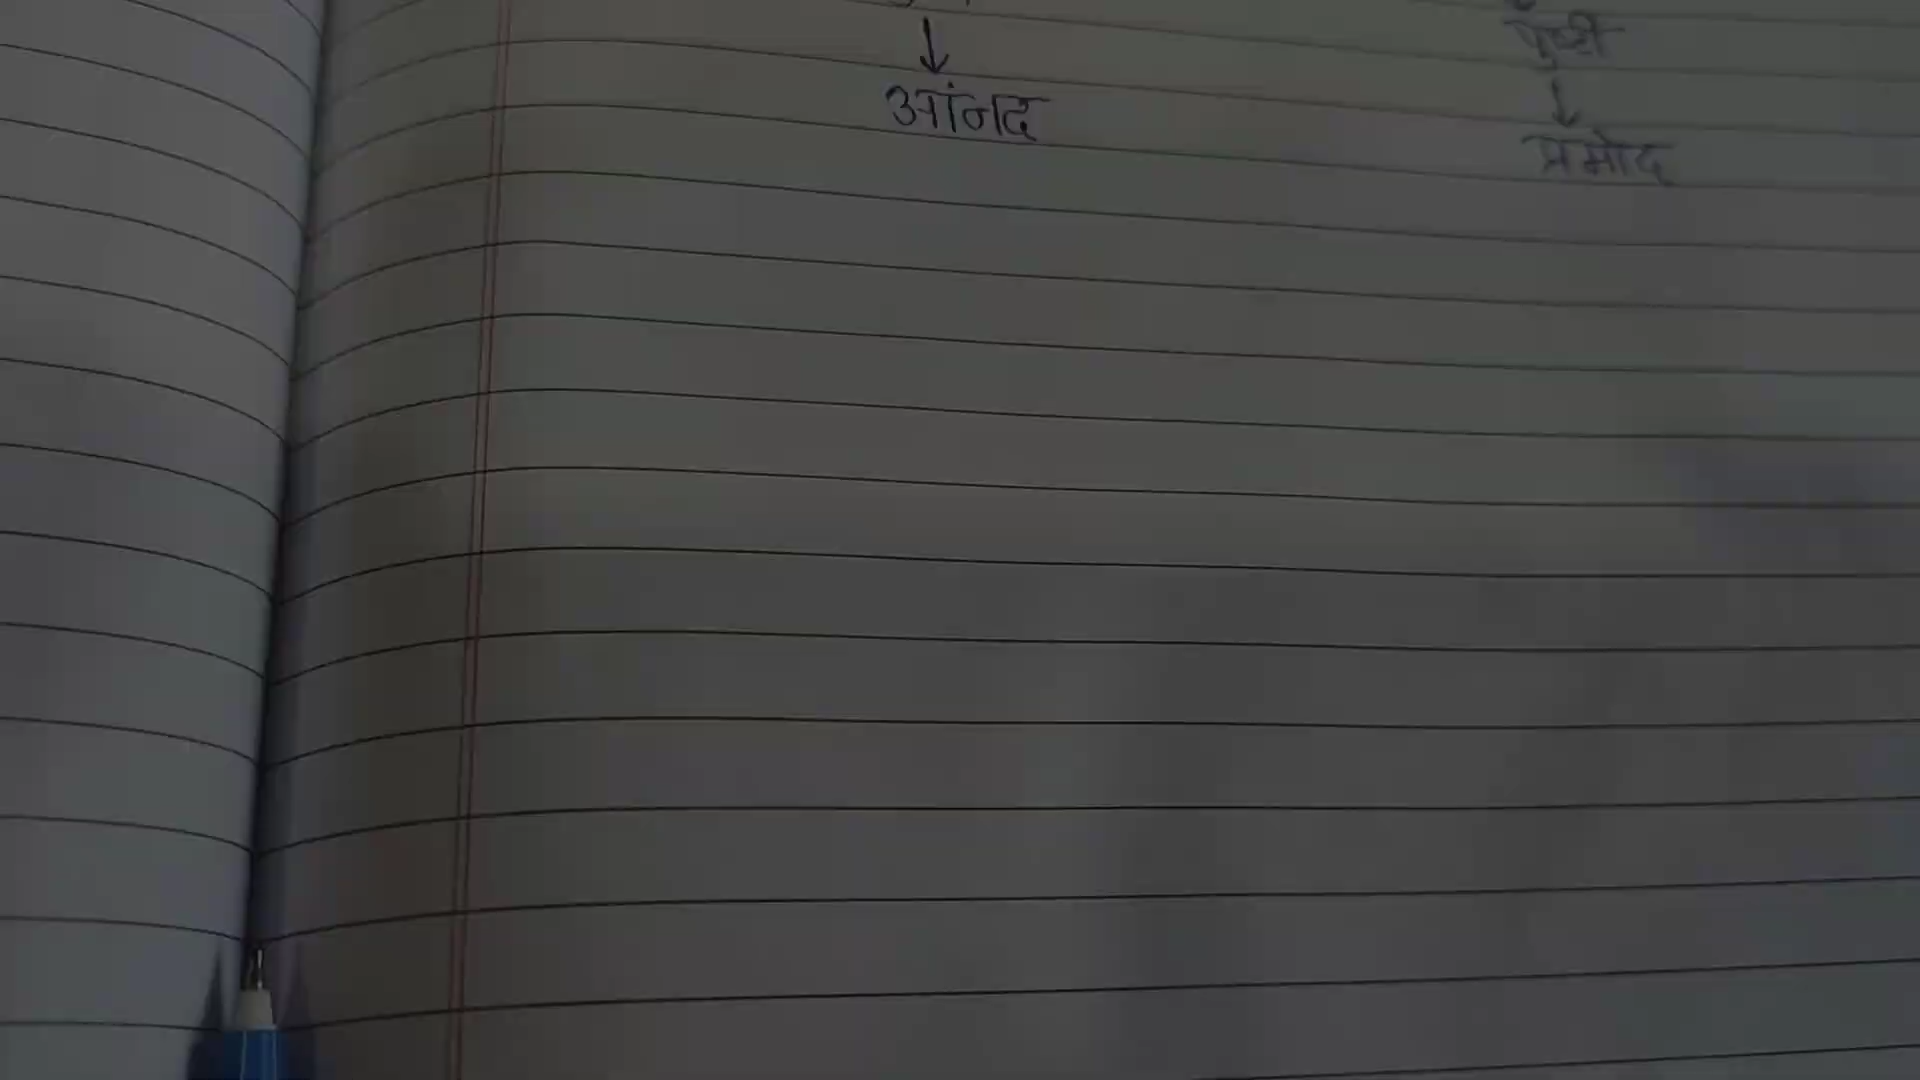 ↓
आंनद
पुष्टी
↓
प्रमोद